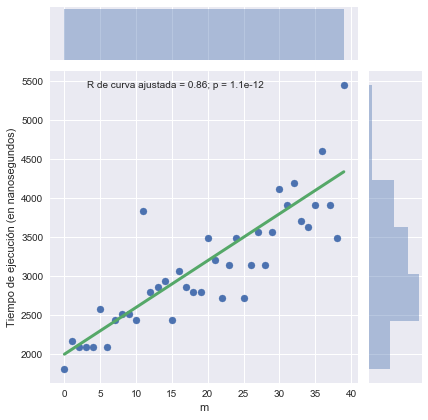 R de curva ajustada = 0.86; p = 1.1e-12
5500
5000
4500
4000
3500
3000
2500
2000
Tiempo de ejecución (en nanosegundos)
0 5 10 15 20 25 30 35 40
m